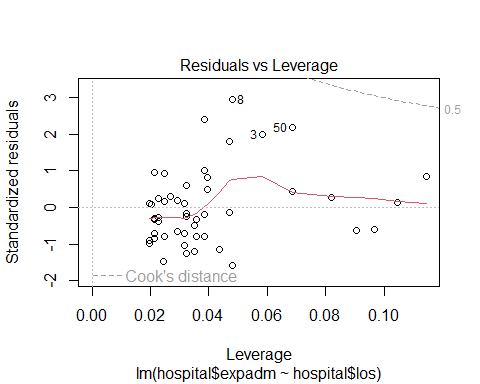 Residuals vs Leverage
Standardized residuals
3
2
1
0
-1
-2
8
50
3
0.5
Cook's distance
0.00 0.02 0.04 0.06 0.08 0.10
Leverage
lm(hospital$expadm ~ hospital$los)